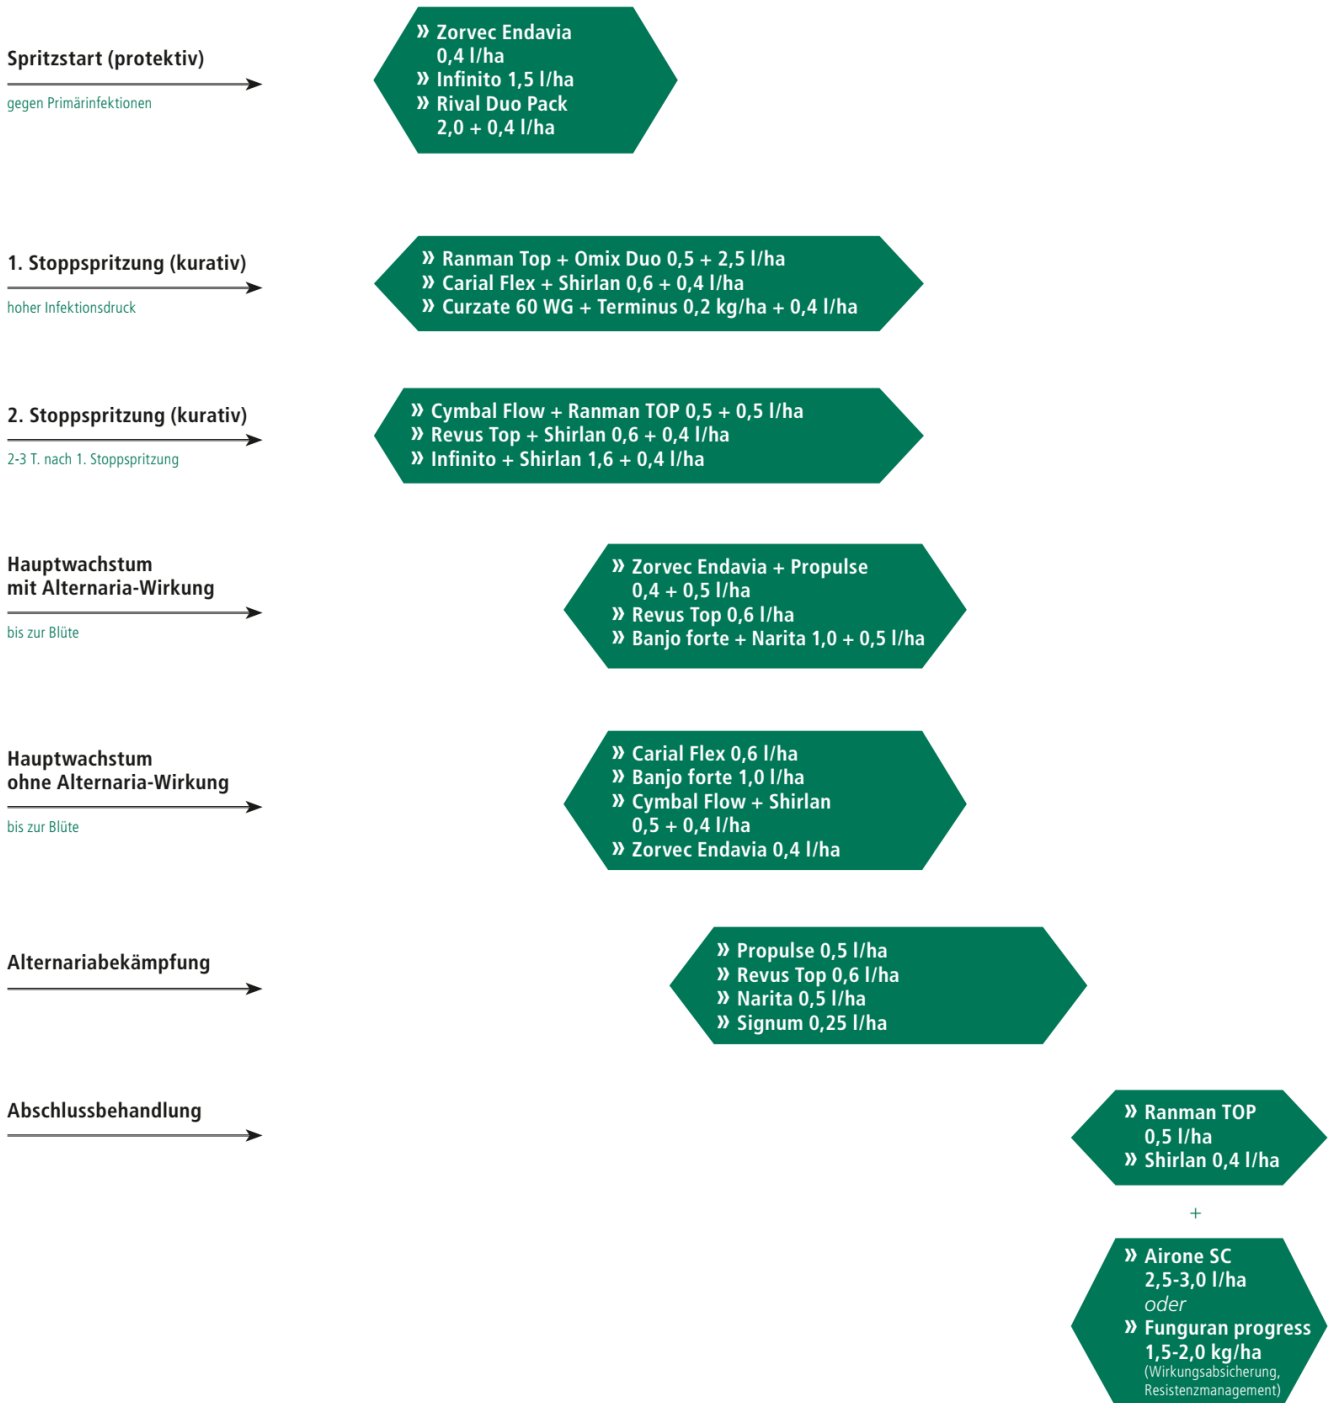 Spritzstart (protektiv)
gegen Primärinfektionen
» Zorvec Endavia
0,4 l/ha
» Infinito 1,5 l/ha
» Rival Duo Pack
2,0 + 0,4 l/ha
1. Stoppspritzung (kurativ)
hoher Infektionsdruck
» Ranman Top + Omix Duo 0,5 + 2,5 l/ha
» Carial Flex + Shirlan 0,6 + 0,4 l/ha
» Curzate 60 WG + Terminus 0,2 kg/ha + 0,4 l/ha
2. Stoppspritzung (kurativ)
2-3 T. nach 1. Stoppspritzung
» Cymbal Flow + Ranman TOP 0,5 + 0,5 l/ha
» Revus Top + Shirlan 0,6 + 0,4 l/ha
» Infinito + Shirlan 1,6 + 0,4 l/ha
Hauptwachstum
mit Alternaria-Wirkung
bis zur Blüte
» Zorvec Endavia + Propulse
0,4 + 0,5 l/ha
» Revus Top 0,6 l/ha
» Banjo forte + Narita 1,0 + 0,5 l/ha
Hauptwachstum
ohne Alternaria-Wirkung
bis zur Blüte
» Carial Flex 0,6 l/ha
» Banjo forte 1,0 l/ha
» Cymbal Flow + Shirlan
0,5 + 0,4 l/ha
» Zorvec Endavia 0,4 l/ha
Alternariabekämpfung
» Propulse 0,5 l/ha
» Revus Top 0,6 l/ha
» Narita 0,5 l/ha
» Signum 0,25 l/ha
Abschlussbehandlung
» Ranman TOP
0,5 l/ha
» Shirlan 0,4 l/ha
+
» Airone SC
2,5-3,0 l/ha
oder
» Funguran progress
1,5-2,0 kg/ha
(Wirkungsabsicherung,
Resistenzmanagement)